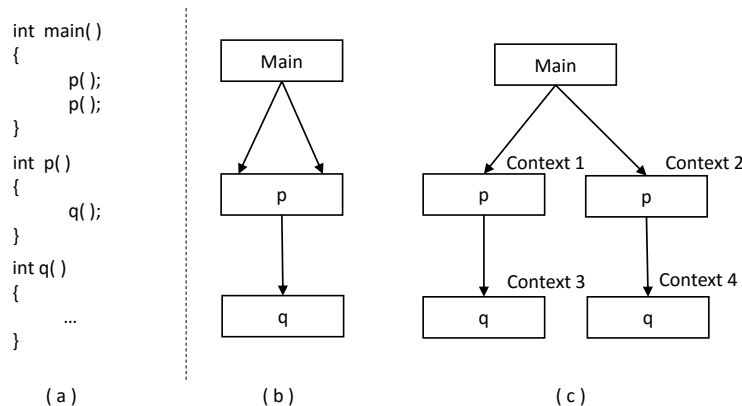 int main( )
{
p( );
p( );
}
int p( )
{
q( );
}
int q( )
{
...
}
( a )
Main
p
q
( b )
Main
Context 1
Context 2
p
p
Context 3
Context 4
q
q
( c )